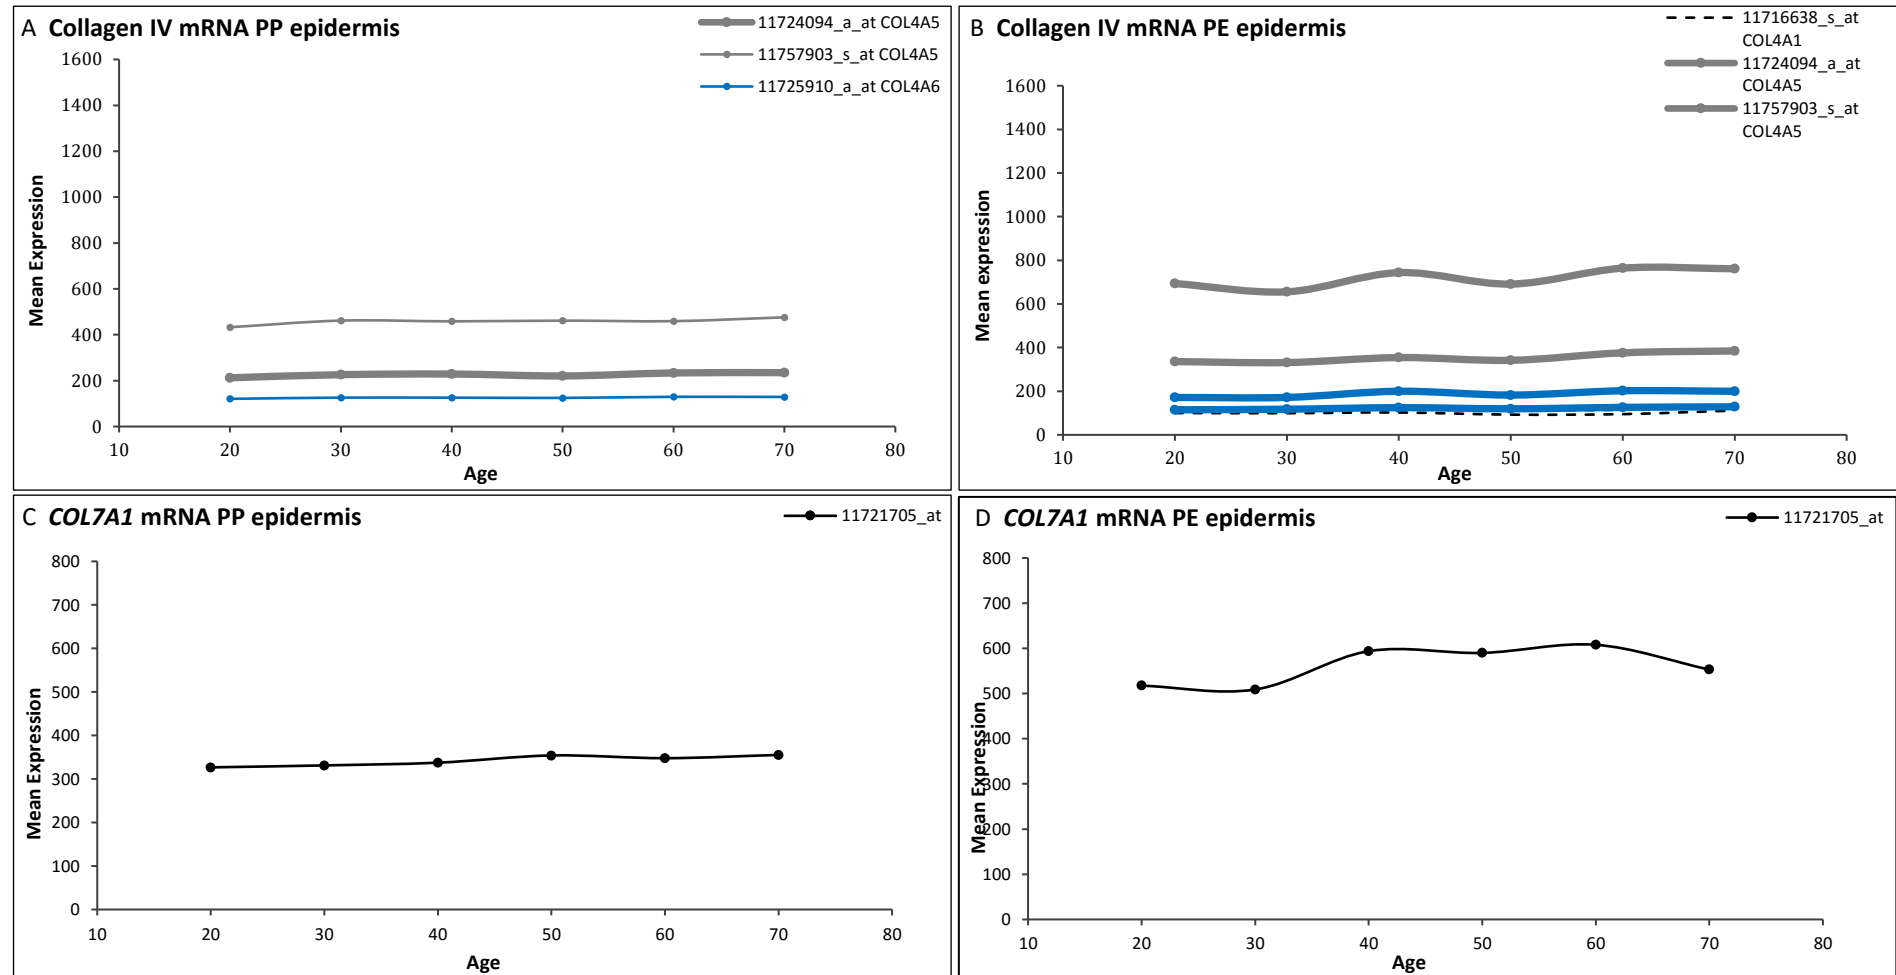 A Collagen IV mRNA PP epidermis
11724094_a_at COL4A5
11757903_s_at COL4A5
11725910_a_at COL4A6
1600
1400
1200
1000
800
600
400
200
0
Mean Expression
10 20 30 40 50 60 70 80
Age
B Collagen IV mRNA PE epidermis
11716638_s_at
COL4A1
11724094_a_at
COL4A5
11757903_s_at
COL4A5
1600
1400
1200
1000
800
600
400
200
0
Mean expression
10 20 30 40 50 60 70 80
Age
C COL7A1 mRNA PP epidermis
11721705_at
800
700
600
500
400
300
200
100
0
Mean Expression
10 20 30 40 50 60 70 80
Age
D COL7A1 mRNA PE epidermis
11721705_at
800
700
600
500
400
300
200
100
0
Mean Expression
10 20 30 40 50 60 70 80
Age